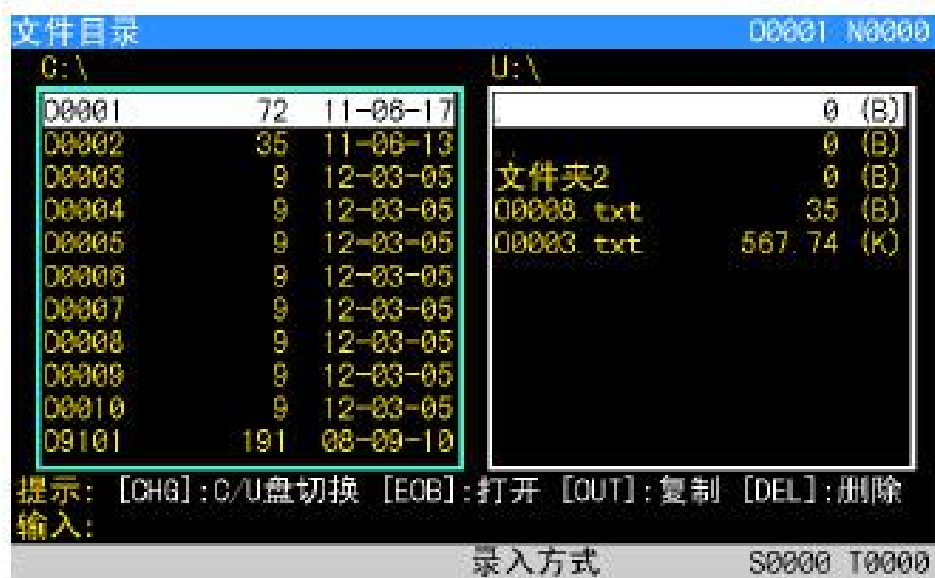 文件目录 O0001 N0000
C:\ U:\
O0001 72 11-06-17 . 0 (B)
O0002 35 11-06-13 .. 0 (B)
O0003 9 12-03-05 文件夹2 0 (B)
O0004 9 12-03-05 O0008.txt 35 (B)
O0005 9 12-03-05 O0003.txt 567.74 (K)
O0006 9 12-03-05
O0007 9 12-03-05
O0008 9 12-03-05
O0009 9 12-03-05
O0010 9 12-03-05
O9101 191 08-09-10
提示: [CHG]:C/U盘切换 [EOB]:打开 [OUT]:复制 [DEL]:删除
输入:
录入方式 S0000 T0000